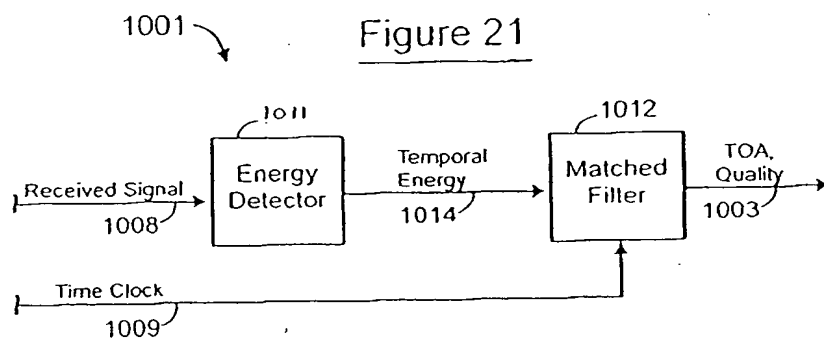 1001
Figure 21
1011
1012
Energy
Detector
Temporal
Energy
1014
Matched
Filter
TOA,
Quality
1003
Received Signal
1008
Time Clock
1009